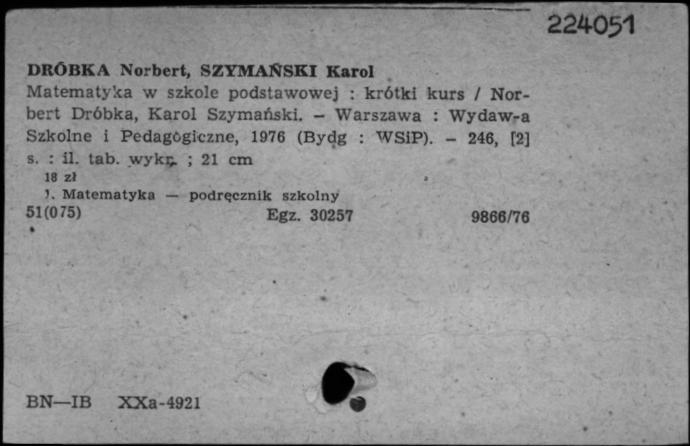 224051
DRÓBKA Norbert, SZYMAŃSKI Karol
Matematyka w szkole podstawowej : krótki kurs / Nor-
bert Dróbka, Karol Szymański. — Warszawa : Wydaw-a
Szkolne i Pedagogiczne, 1976 (Bydg : WSiP). — 246, [2]
s. : il. tab. wykr. ; 21 cm
18 zł
1. Matematyka — podręcznik szkolny
51(075) Egz. 30257 9866/76
BN—IB XXa-4921